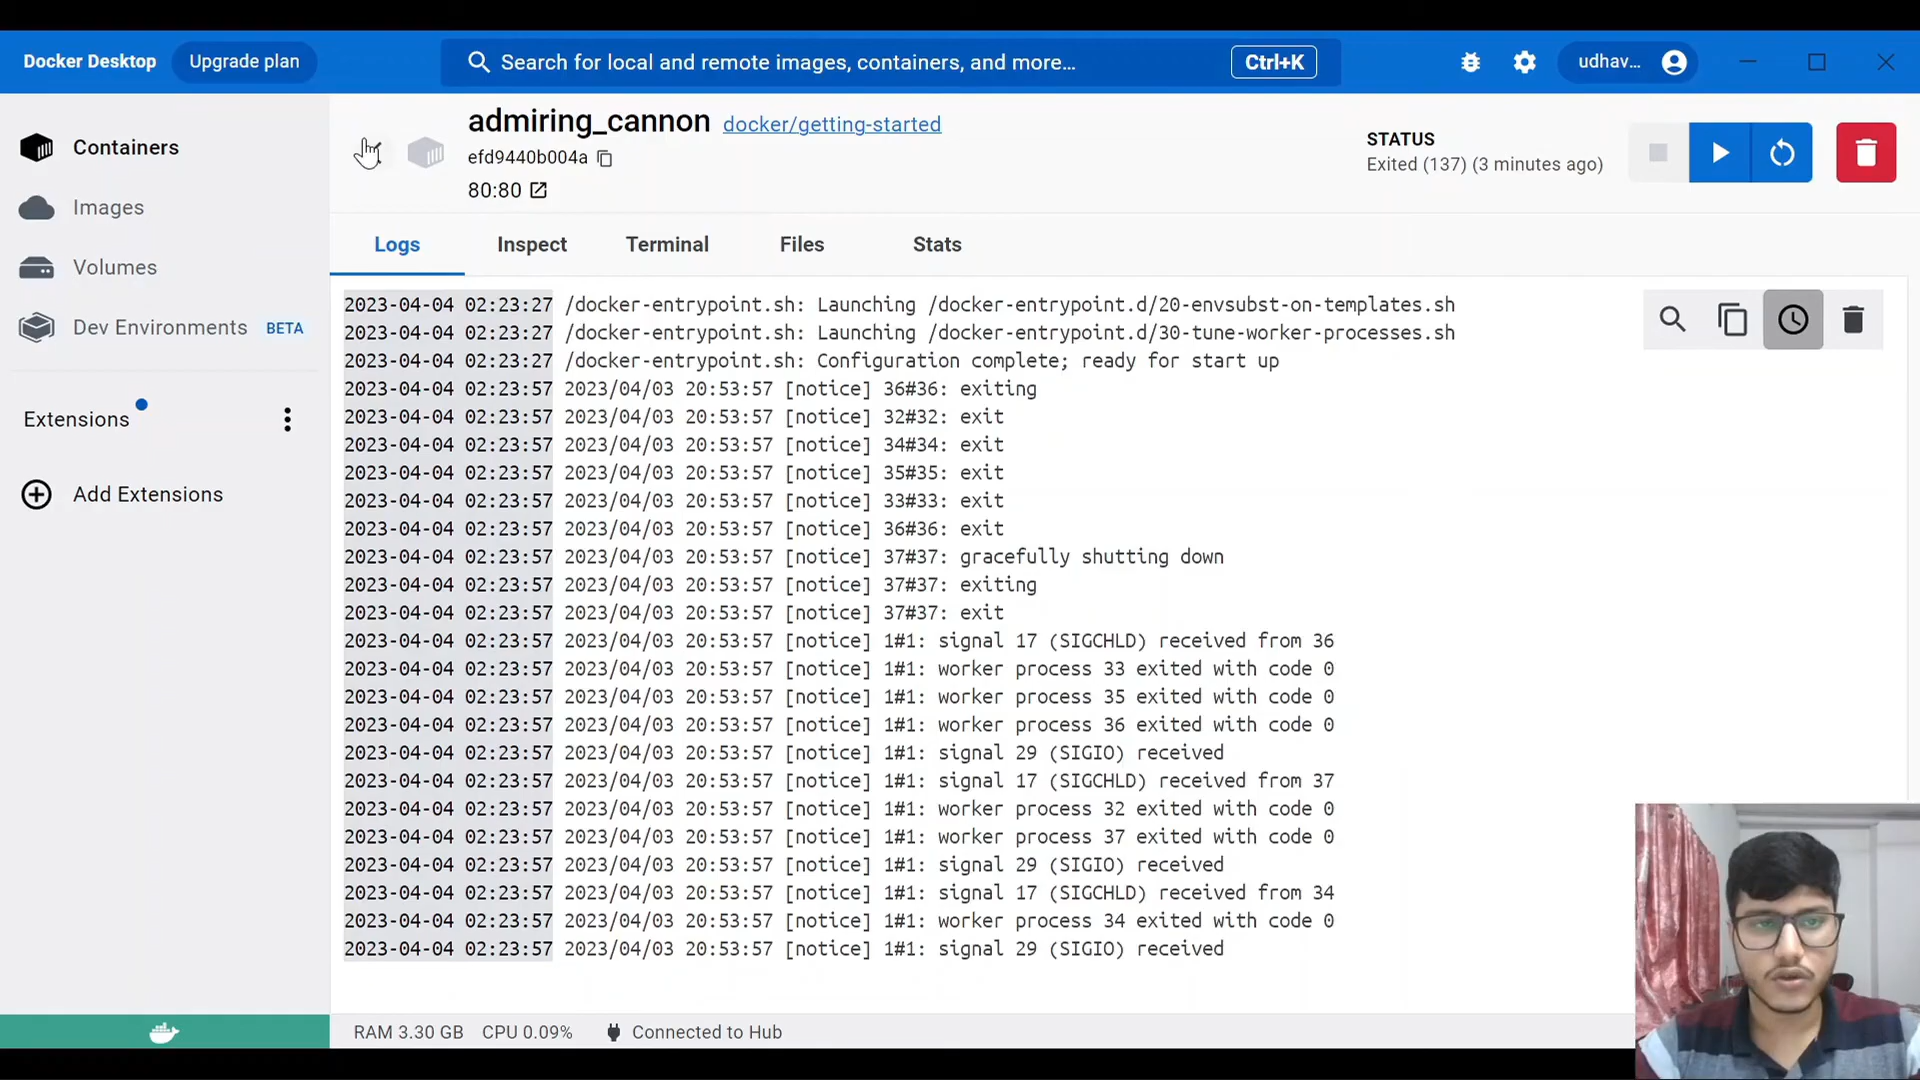 Docker Desktop
Upgrade plan
Search for local and remote images, containers, and more...
Ctrl+K
udhav...
Containers
Images
Volumes
Dev Environments BETA
Extensions
Add Extensions
admiring_cannon docker/getting-started
efd9440b004a
80:80
STATUS
Exited (137) (3 minutes ago)
Logs Inspect Terminal Files Stats
2023-04-04 02:23:27 /docker-entrypoint.sh: Launching /docker-entrypoint.d/20-envsubst-on-templates.sh
2023-04-04 02:23:27 /docker-entrypoint.sh: Launching /docker-entrypoint.d/30-tune-worker-processes.sh
2023-04-04 02:23:27 /docker-entrypoint.sh: Configuration complete; ready for start up
2023-04-04 02:23:57 2023/04/03 20:53:57 [notice] 36#36: exiting
2023-04-04 02:23:57 2023/04/03 20:53:57 [notice] 32#32: exit
2023-04-04 02:23:57 2023/04/03 20:53:57 [notice] 34#34: exit
2023-04-04 02:23:57 2023/04/03 20:53:57 [notice] 35#35: exit
2023-04-04 02:23:57 2023/04/03 20:53:57 [notice] 33#33: exit
2023-04-04 02:23:57 2023/04/03 20:53:57 [notice] 36#36: exit
2023-04-04 02:23:57 2023/04/03 20:53:57 [notice] 37#37: gracefully shutting down
2023-04-04 02:23:57 2023/04/03 20:53:57 [notice] 37#37: exiting
2023-04-04 02:23:57 2023/04/03 20:53:57 [notice] 37#37: exit
2023-04-04 02:23:57 2023/04/03 20:53:57 [notice] 1#1: signal 17 (SIGCHLD) received from 36
2023-04-04 02:23:57 2023/04/03 20:53:57 [notice] 1#1: worker process 33 exited with code 0
2023-04-04 02:23:57 2023/04/03 20:53:57 [notice] 1#1: worker process 35 exited with code 0
2023-04-04 02:23:57 2023/04/03 20:53:57 [notice] 1#1: worker process 36 exited with code 0
2023-04-04 02:23:57 2023/04/03 20:53:57 [notice] 1#1: signal 29 (SIGIO) received
2023-04-04 02:23:57 2023/04/03 20:53:57 [notice] 1#1: signal 17 (SIGCHLD) received from 37
2023-04-04 02:23:57 2023/04/03 20:53:57 [notice] 1#1: worker process 32 exited with code 0
2023-04-04 02:23:57 2023/04/03 20:53:57 [notice] 1#1: worker process 37 exited with code 0
2023-04-04 02:23:57 2023/04/03 20:53:57 [notice] 1#1: signal 29 (SIGIO) received
2023-04-04 02:23:57 2023/04/03 20:53:57 [notice] 1#1: signal 17 (SIGCHLD) received from 34
2023-04-04 02:23:57 2023/04/03 20:53:57 [notice] 1#1: worker process 34 exited with code 0
2023-04-04 02:23:57 2023/04/03 20:53:57 [notice] 1#1: signal 29 (SIGIO) received
RAM 3.30 GB CPU 0.09% Connected to Hub